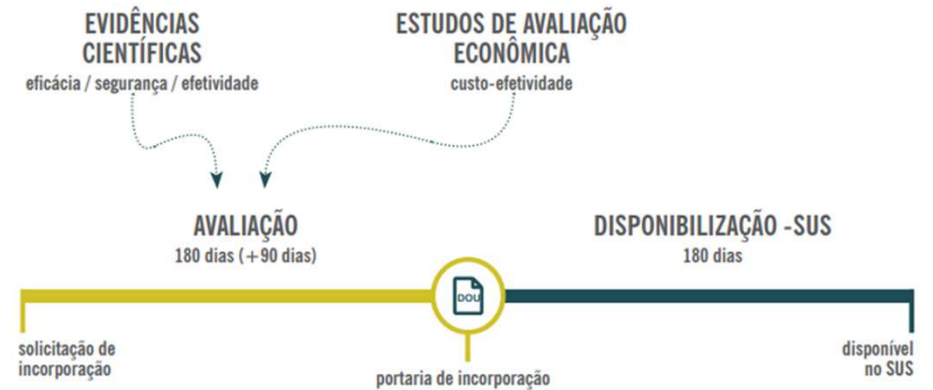 EVIDÊNCIAS
CIENTÍFICAS
eficácia / segurança / efetividade
ESTUDOS DE AVALIAÇÃO
ECONÔMICA
custo-efetividade
AVALIAÇÃO
180 dias (+90 dias)
DISPONIBILIZAÇÃO -SUS
180 dias
DOU
solicitação de
incorporação
portaria de incorporação
disponível
no SUS